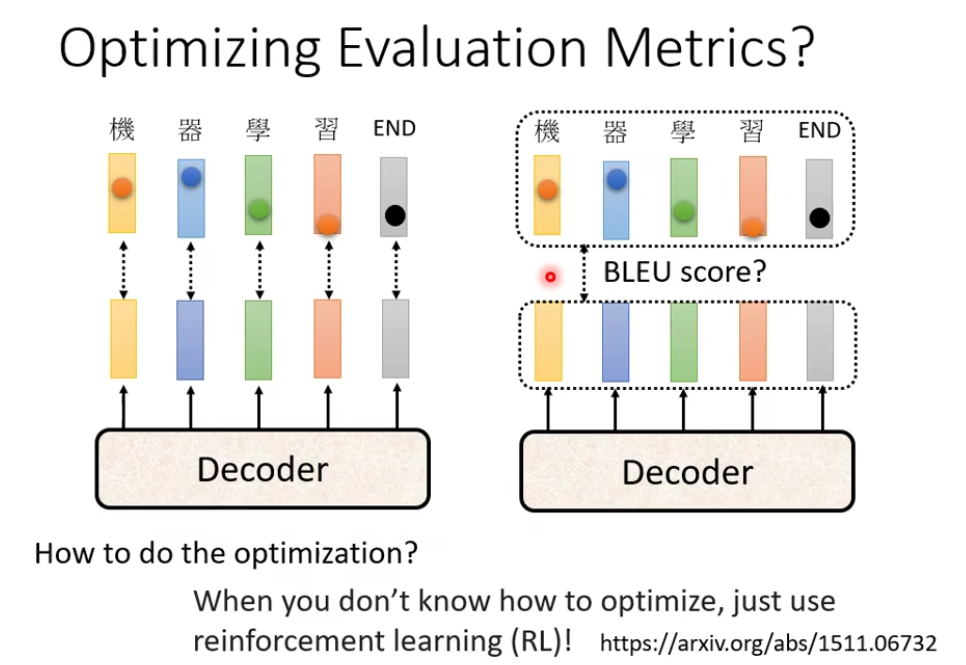 Optimizing Evaluation Metrics?
機 器 學 習 END
機 器 學 習 END
BLEU score?
Decoder
Decoder
How to do the optimization?
When you don't know how to optimize, just use
reinforcement learning (RL)! https://arxiv.org/abs/1511.06732